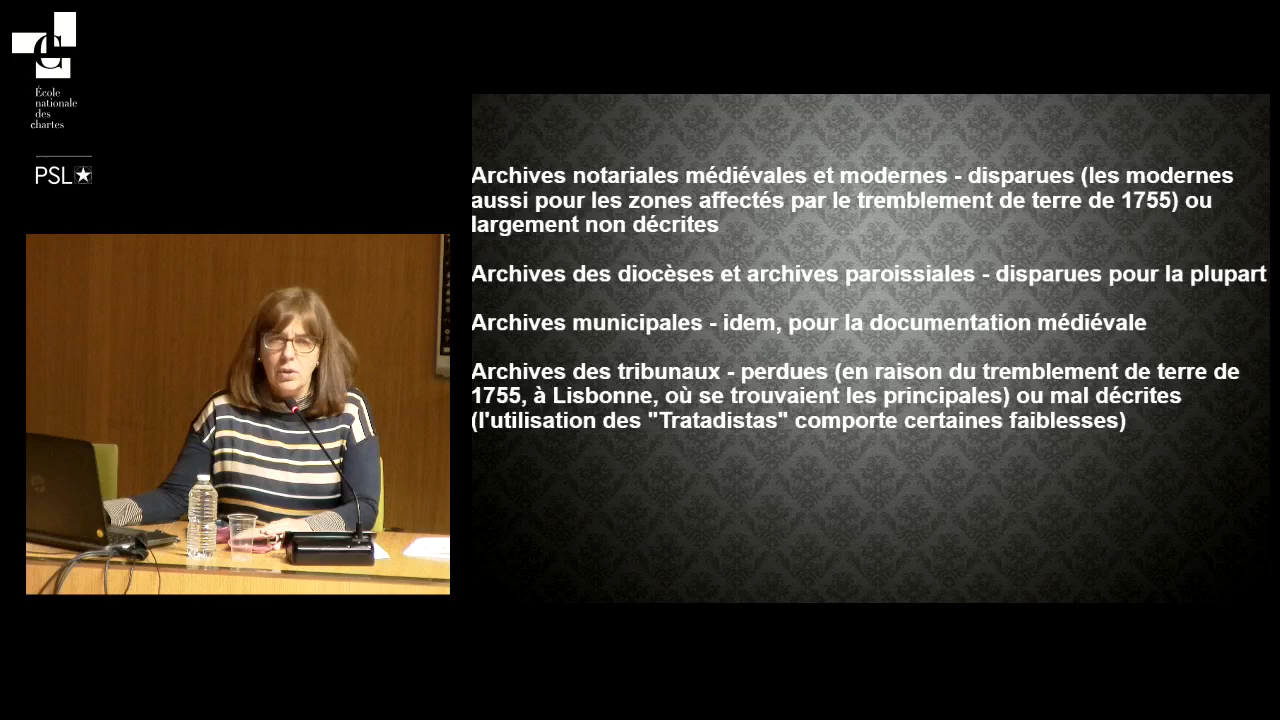 École
nationale
des
chartes
PSL
Archives notariales médiévales et modernes - disparues (les modernes
aussi pour les zones affectés par le tremblement de terre de 1755) ou
largement non décrites
Archives des diocèses et archives paroissiales - disparues pour la plupart
Archives municipales - idem, pour la documentation médiévale
Archives des tribunaux - perdues (en raison du tremblement de terre de
1755, à Lisbonne, où se trouvaient les principales) ou mal décrites
(l'utilisation des "Tratadistas" comporte certaines faiblesses)